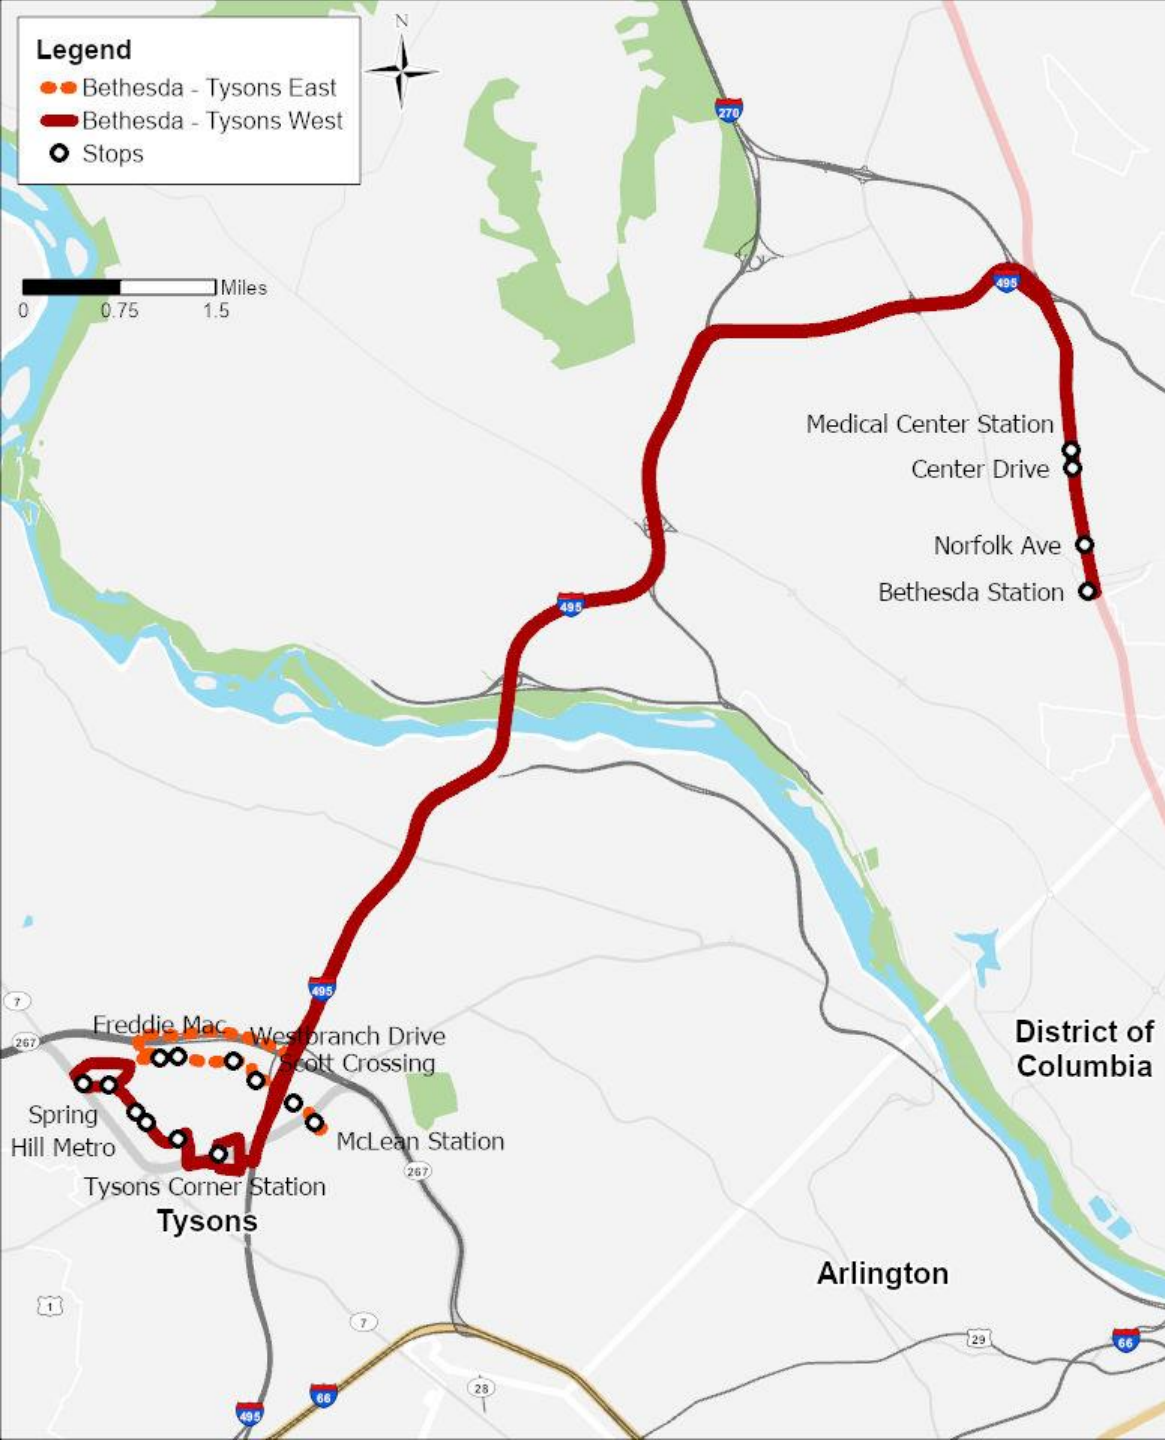 N
Legend
Bethesda - Tysons East
Bethesda - Tysons West
Stops
270
Miles
0 0.75 1.5
495
Medical Center Station
Center Drive
Norfolk Ave
Bethesda Station
495
495
7
267
Freddie Mac
Westbranch Drive
Scott Crossing
District of
Columbia
Spring
Hill Metro
McLean Station
267
Tysons Corner Station
Tysons
Arlington
1
7
29
66
28
66
495